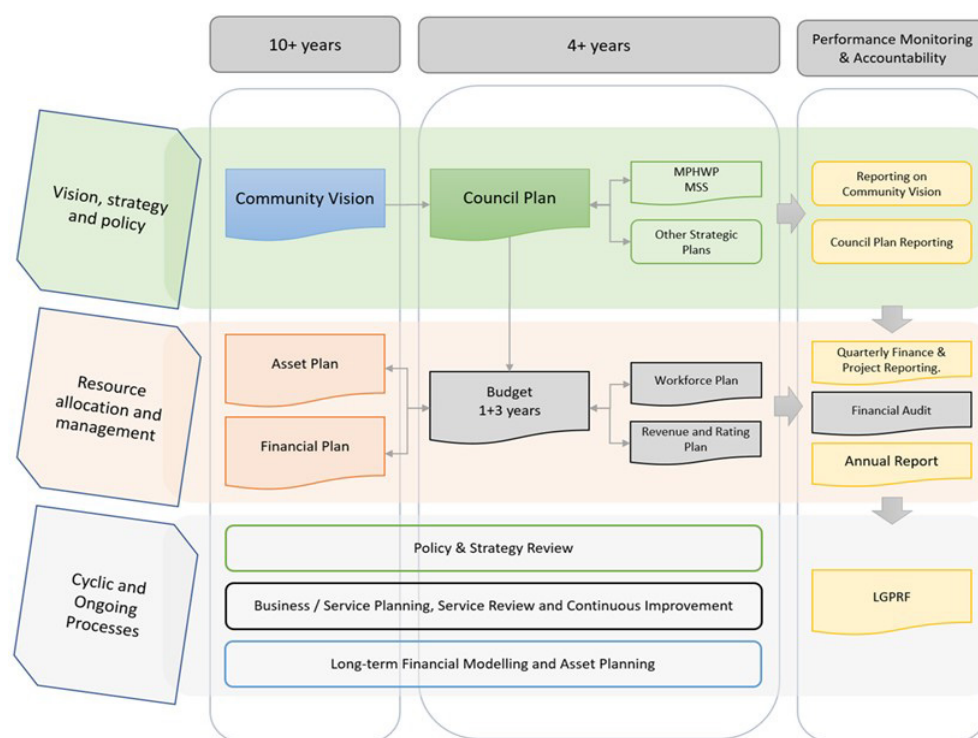 10+ years
4+ years
Performance Monitoring
& Accountability
Vision, strategy
and policy
Community Vision
Council Plan
MPHWP
MSS
Other Strategic
Plans
Reporting on
Community Vision
Council Plan Reporting
Resource
allocation and
management
Asset Plan
Financial Plan
Budget
1+3 years
Workforce Plan
Revenue and Rating
Plan
Quarterly Finance &
Project Reporting.
Financial Audit
Annual Report
Cyclic and
Ongoing
Processes
Policy & Strategy Review
Business / Service Planning, Service Review and Continuous Improvement
Long-term Financial Modelling and Asset Planning
LGPRF